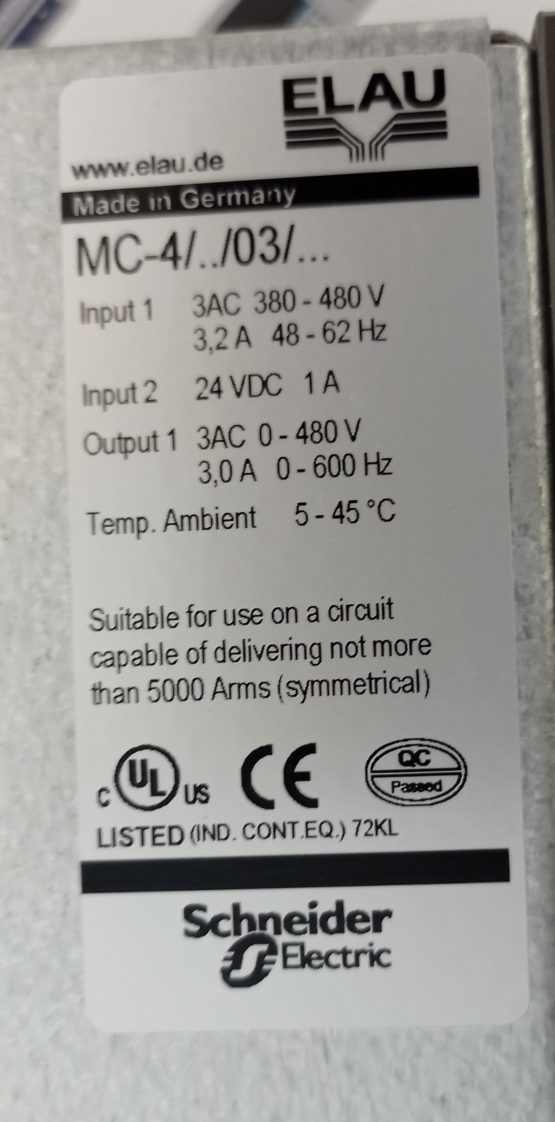 ELAU
www.elau.de
Made in Germany
MC-4/../03/...
Input 1 3AC 380 - 480 V
3,2 A 48 - 62 Hz
Input 2 24 VDC 1 A
Output 1 3AC 0 - 480 V
3,0 A 0 - 600 Hz
Temp. Ambient 5 - 45 °C
Suitable for use on a circuit
capable of delivering not more
than 5000 Arms (symmetrical)
C UL US CE QC
Passed
LISTED (IND. CONT.EQ.) 72KL
Schneider
Electric